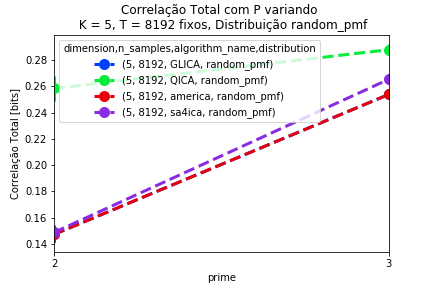 Correlação Total com P variando
K = 5, T = 8192 fixos, Distribuição random_pmf
dimension,n_samples,algorithm_name,distribution
(5, 8192, GLICA, random_pmf)
(5, 8192, QICA, random_pmf)
(5, 8192, america, random_pmf)
(5, 8192, sa4ica, random_pmf)
Correlação Total [bits]
0.28
0.26
0.24
0.22
0.20
0.18
0.16
0.14
2
3
prime